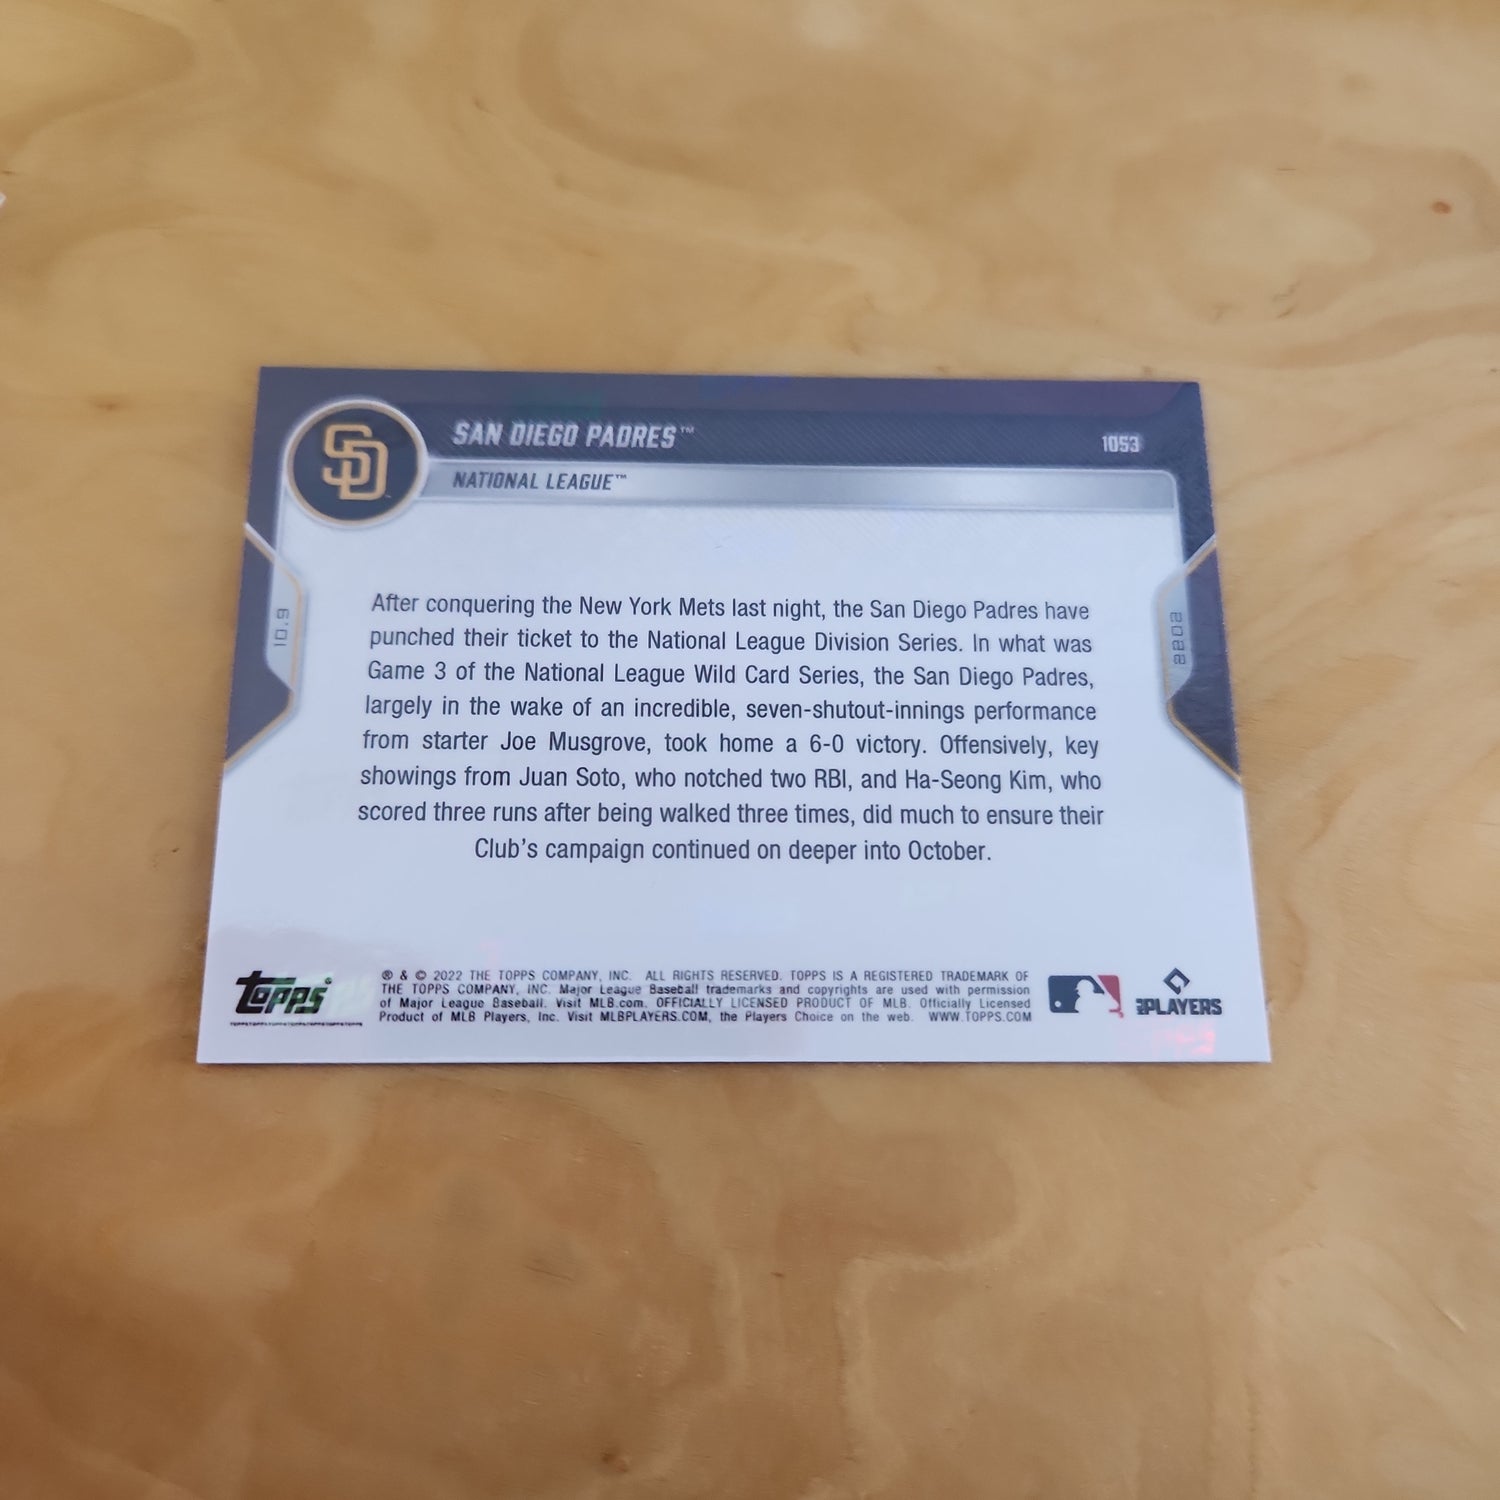 SD
SAN DIEGO PADRES™
1053
NATIONAL LEAGUE™
10.9
2022
After conquering the New York Mets last night, the San Diego Padres have
punched their ticket to the National League Division Series. In what was
Game 3 of the National League Wild Card Series, the San Diego Padres,
largely in the wake of an incredible, seven-shutout-innings performance
from starter Joe Musgrove, took home a 6-0 victory. Offensively, key
showings from Juan Soto, who notched two RBI, and Ha-Seong Kim, who
scored three runs after being walked three times, did much to ensure their
Club's campaign continued on deeper into October.
topps®
® & © 2022 THE TOPPS COMPANY, INC. ALL RIGHTS RESERVED. TOPPS IS A REGISTERED TRADEMARK OF
THE TOPPS COMPANY, INC. Major League Baseball trademarks and copyrights are used with permission
of Major League Baseball. Visit MLB.com. OFFICIALLY LICENSED PRODUCT OF MLB. Officially Licensed
Product of MLB Players, Inc. Visit MLBPLAYERS.COM, the Players Choice on the web. WWW.TOPPS.COM
PLAYERS